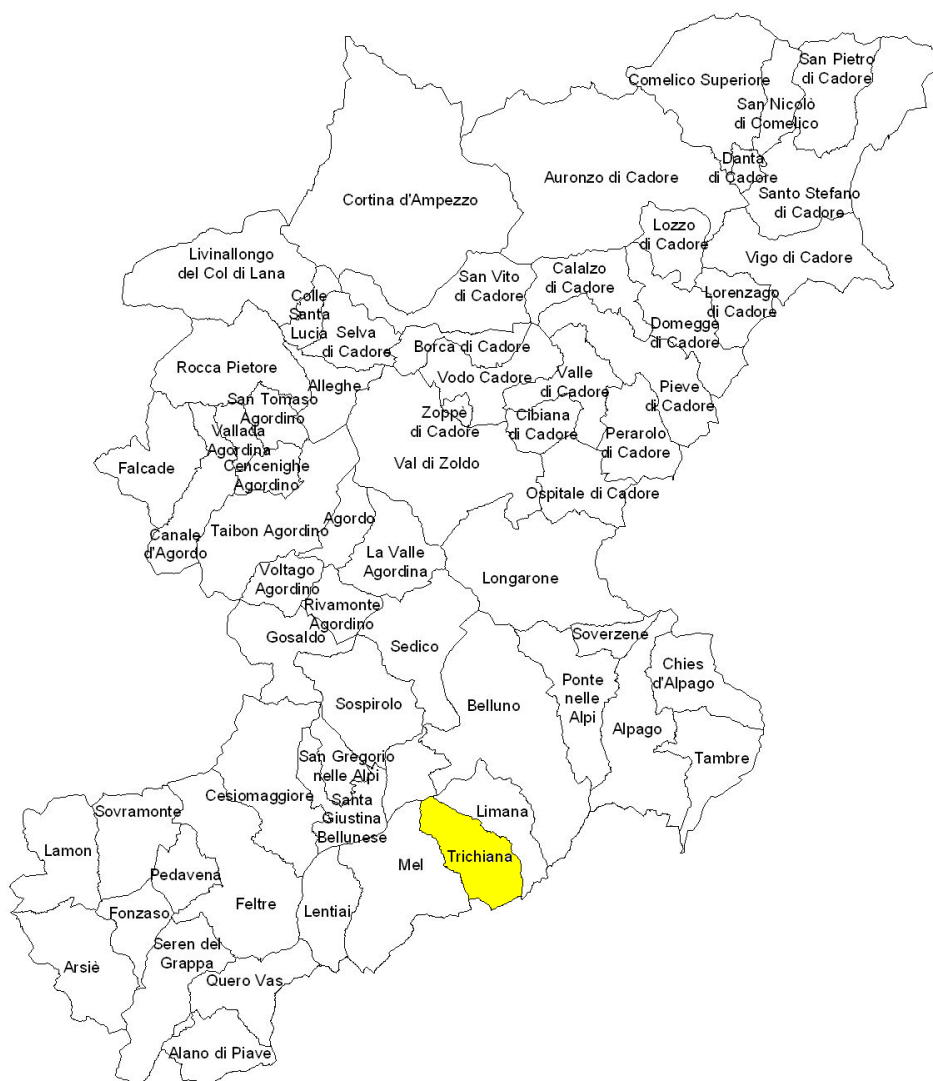 San Pietro
di Cadore
Comelico Superiore
San Nicolò
di Comelico
Danta
di Cadore
Auronzo di Cadore
Santo Stefano
di Cadore
Cortina d'Ampezzo
Lozzo
di Cadore
Livinallongo
del Col di Lana
Vigo di Cadore
San Vito
di Cadore
Calalzo
di Cadore
Lorenzago
di Cadore
Colle
Santa
Lucia
Selva
di Cadore
Domegge
di Cadore
Borca di Cadore
Rocca Pietore
Vodo Cadore
Valle
di Cadore
Alleghe
Pieve
di Cadore
San Tomaso
Agordino
Zoppè
di Cadore
Cibiana
di Cadore
Vallada
Agordina
Perarolo
di Cadore
Falcade
Cencenighe
Agordino
Val di Zoldo
Ospitale di Cadore
Agordo
Taibon Agordino
Canale
d'Agordo
La Valle
Agordina
Longarone
Voltago
Agordino
Rivamonte
Agordino
Gosaldo
Sedico
Soverzene
Chies
d'Alpago
Ponte
nelle
Alpi
Sospirolo
Belluno
Alpago
Tambre
San Gregorio
nelle Alpi
Cesiomaggiore
Santa
Giustina
Bellunese
Sovramonte
Limana
Lamon
Trichiana
Mel
Pedavena
Feltre
Lentiai
Fonzaso
Seren del
Grappa
Arsiè
Quero Vas
Alano di Piave